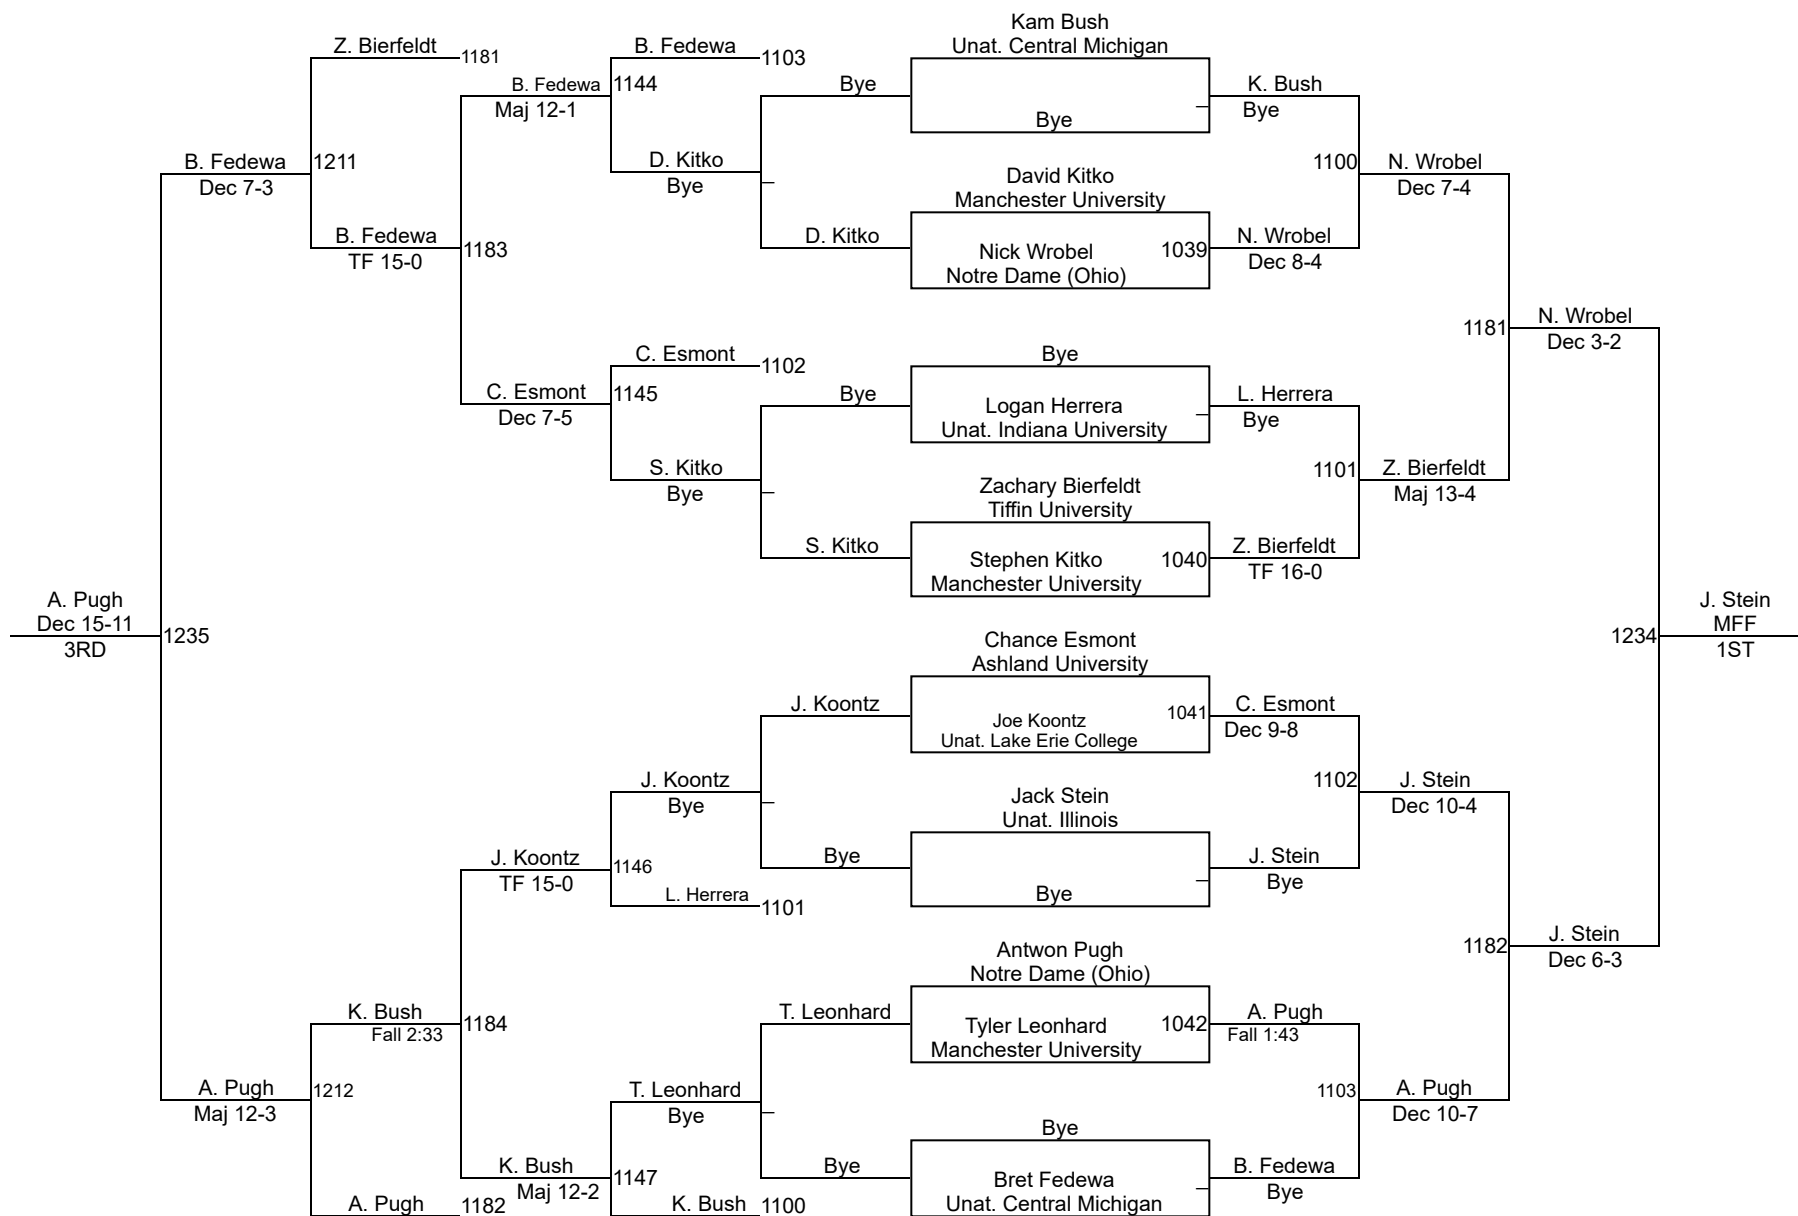 Kam Bush
Unat. Central Michigan
Z. Bierfeldt
1181
B. Fedewa
1103
B. Fedewa
1144
Bye
K. Bush
Maj 12-1
Bye
Bye
_
B. Fedewa
1211
D. Kitko
1100
N. Wrobel
Dec 7-3
Bye
_
David Kitko
Manchester University
Dec 7-4
B. Fedewa
1183
D. Kitko
Nick Wrobel
1039
N. Wrobel
TF 15-0
Notre Dame (Ohio)
Dec 8-4
1181
N. Wrobel
Dec 3-2
C. Esmont
1102
Bye
C. Esmont
1145
Bye
Logan Herrera
_
L. Herrera
Dec 7-5
Unat. Indiana University
Bye
S. Kitko
1101
Z. Bierfeldt
Bye
_
Zachary Bierfeldt
Tiffin University
Maj 13-4
S. Kitko
Stephen Kitko
1040
Z. Bierfeldt
Manchester University
TF 16-0
A. Pugh
Dec 15-11
1235
3RD
Chance Esmont
Ashland University
1234
J. Stein
MFF
1ST
J. Koontz
Joe Koontz
1041
C. Esmont
Unat. Lake Erie College
Dec 9-8
J. Koontz
Bye
_
Jack Stein
Unat. Illinois
1102
J. Stein
Dec 10-4
J. Koontz
1146
TF 15-0
Bye
Bye
_
J. Stein
Bye
L. Herrera
1101
Antwon Pugh
Notre Dame (Ohio)
1182
J. Stein
Dec 6-3
K. Bush
1184
Fall 2:33
T. Leonhard
Tyler Leonhard
1042
A. Pugh
Manchester University
Fall 1:43
A. Pugh
1212
Maj 12-3
T. Leonhard
Bye
_
1103
A. Pugh
Dec 10-7
Bye
K. Bush
1147
Bye
Bret Fedewa
_
B. Fedewa
Maj 12-2
Unat. Central Michigan
Bye
A. Pugh
1182
K. Bush
1100